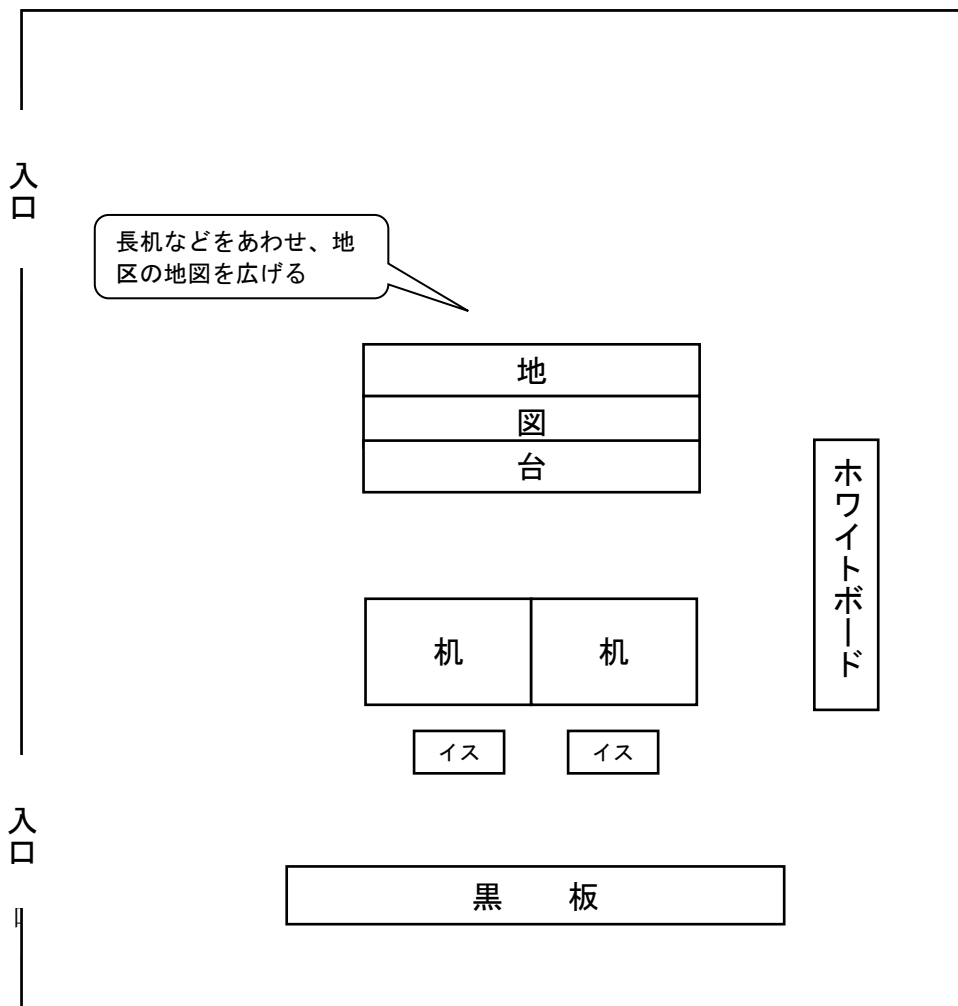 入口
長机などをあわせ、地
区の地図を広げる
地
図
台
ホワイトボード
机 机
イス イス
入口
黒 板